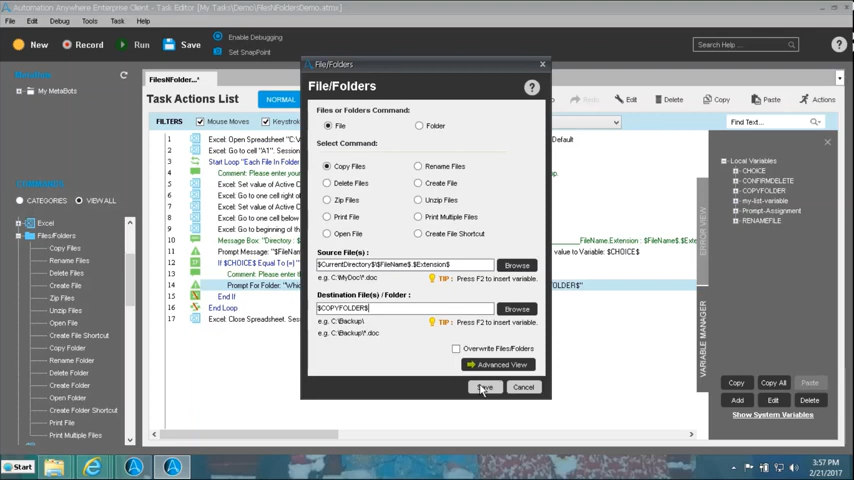 Automation Anywhere Enterprise Client - Task Editor [My Tasks\Demo\FilesNFoldersDemo.atmx]
File Edit Debug Tools Task Help
New Record Run Save
Enable Debugging
Set SnapPoint
Search Help ...
MetaBots
My MetaBots
COMMANDS
CATEGORY VIEW ALL
Excel
Files/Folders
Copy Files
Rename Files
Delete Files
Create File
Zip Files
Unzip Files
Open File
Create File Shortcut
Copy Folder
Rename Folder
Delete Folder
Create Folder
Open Folder
Create Folder Shortcut
Print File
Print Multiple Files
FilesNFolder...*
Task Actions List NORMAL
Redo Edit Delete Copy Paste Actions
FILTERS Mouse Moves Keystrok
Find Text...
1 Excel: Open Spreadsheet "C:\ Default
2 Excel: Go to cell "A1". Session
3 Start Loop "Each File In Folder
4 Comment: Please enter
5 Excel: Set value of Active C
6 Excel: Go to one cell right
7 Excel: Set value of Active C
8 Excel: Go to one cell below
9 Excel: Go to beginning of th
10 Message Box: "Directory : $ FileName.Extension : $FileName$.$Exte
11 Prompt Message: "$FileName value to Variable: $CHOICE$
12 If $CHOICE$ Equal To (=) "
13 Comment: Please enter th
14 Prompt For Folder: "Whic OLDER$"
15 End If
16 End Loop
17 Excel: Close Spreadsheet. Session
File/Folders
File/Folders
Files or Folders Command:
File Folder
Select Command:
Copy Files Rename Files
Delete Files Create File
Zip Files Unzip Files
Print File Print Multiple Files
Open File Create File Shortcut
Source File(s) :
$CurrentDirectory$\$FileName$.$Extension$ Browse
e.g. C:\MyDoc\*.doc TIP : Press F2 to insert variable.
Destination File(s) / Folder :
$COPYFOLDER$ Browse
e.g. C:\Backup\ TIP : Press F2 to insert variable.
e.g. C:\Backup\*.doc
Overwrite Files/Folders
Advanced View
Save Cancel
ERROR VIEW
VARIABLE MANAGER
Local Variables
CHOICE
CONFIRMDELETE
COPYFOLDER
my-list-variable
Prompt-Assignment
RENAMEFILE
Copy Copy All Paste
Add Edit Delete
Show System Variables
Start
3:57 PM
2/21/2017